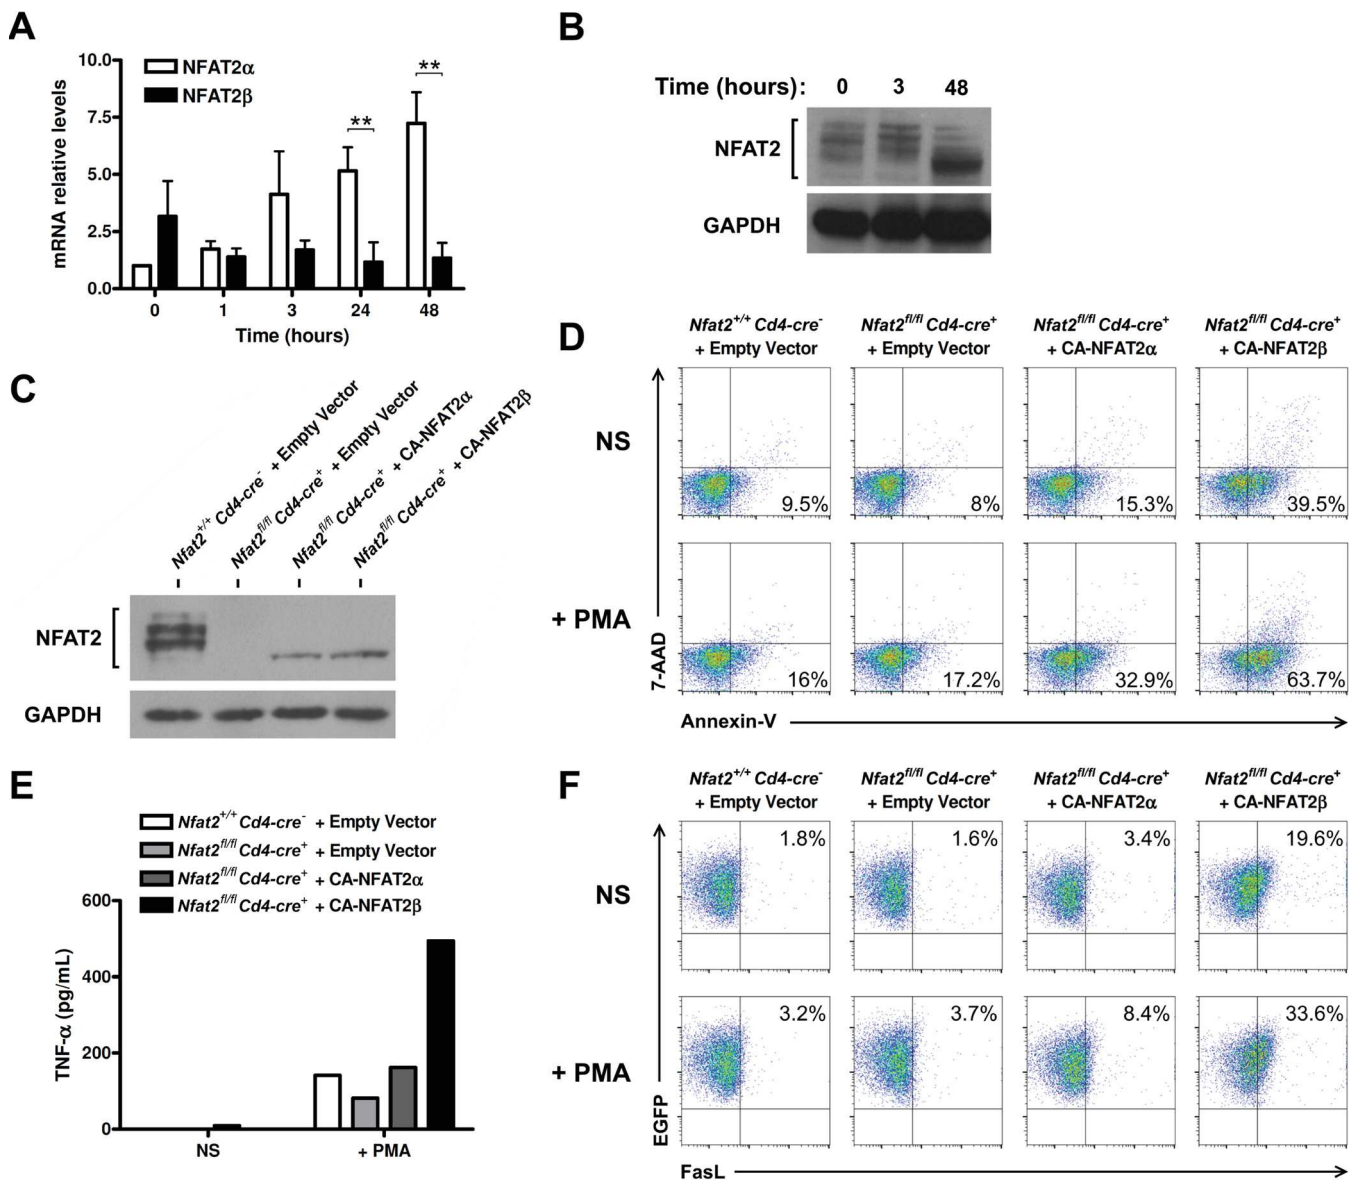 A
10.0
7.5
5.0
2.5
0.0
mRNA relative levels
NFAT2α
NFAT2β
**
**
0 1 3 24 48
Time (hours)
B
Time (hours): 0 3 48
NFAT2
GAPDH
C
Nfat2+/+ Cd4-cre- + Empty Vector
Nfat2fl/fl Cd4-cre+ + Empty Vector
Nfat2fl/fl Cd4-cre+ + CA-NFAT2α
Nfat2fl/fl Cd4-cre+ + CA-NFAT2β
NFAT2
GAPDH
D
Nfat2+/+ Cd4-cre-
+ Empty Vector
Nfat2fl/fl Cd4-cre+
+ Empty Vector
Nfat2fl/fl Cd4-cre+
+ CA-NFAT2α
Nfat2fl/fl Cd4-cre+
+ CA-NFAT2β
NS
9.5% 8% 15.3% 39.5%
+ PMA
16% 17.2% 32.9% 63.7%
7-AAD
Annexin-V
E
Nfat2+/+ Cd4-cre- + Empty Vector
Nfat2fl/fl Cd4-cre+ + Empty Vector
Nfat2fl/fl Cd4-cre+ + CA-NFAT2α
Nfat2fl/fl Cd4-cre+ + CA-NFAT2β
600
400
200
0
TNF-α (pg/mL)
NS + PMA
F
Nfat2+/+ Cd4-cre-
+ Empty Vector
Nfat2fl/fl Cd4-cre+
+ Empty Vector
Nfat2fl/fl Cd4-cre+
+ CA-NFAT2α
Nfat2fl/fl Cd4-cre+
+ CA-NFAT2β
NS
1.8% 1.6% 3.4% 19.6%
+ PMA
3.2% 3.7% 8.4% 33.6%
EGFP
FasL